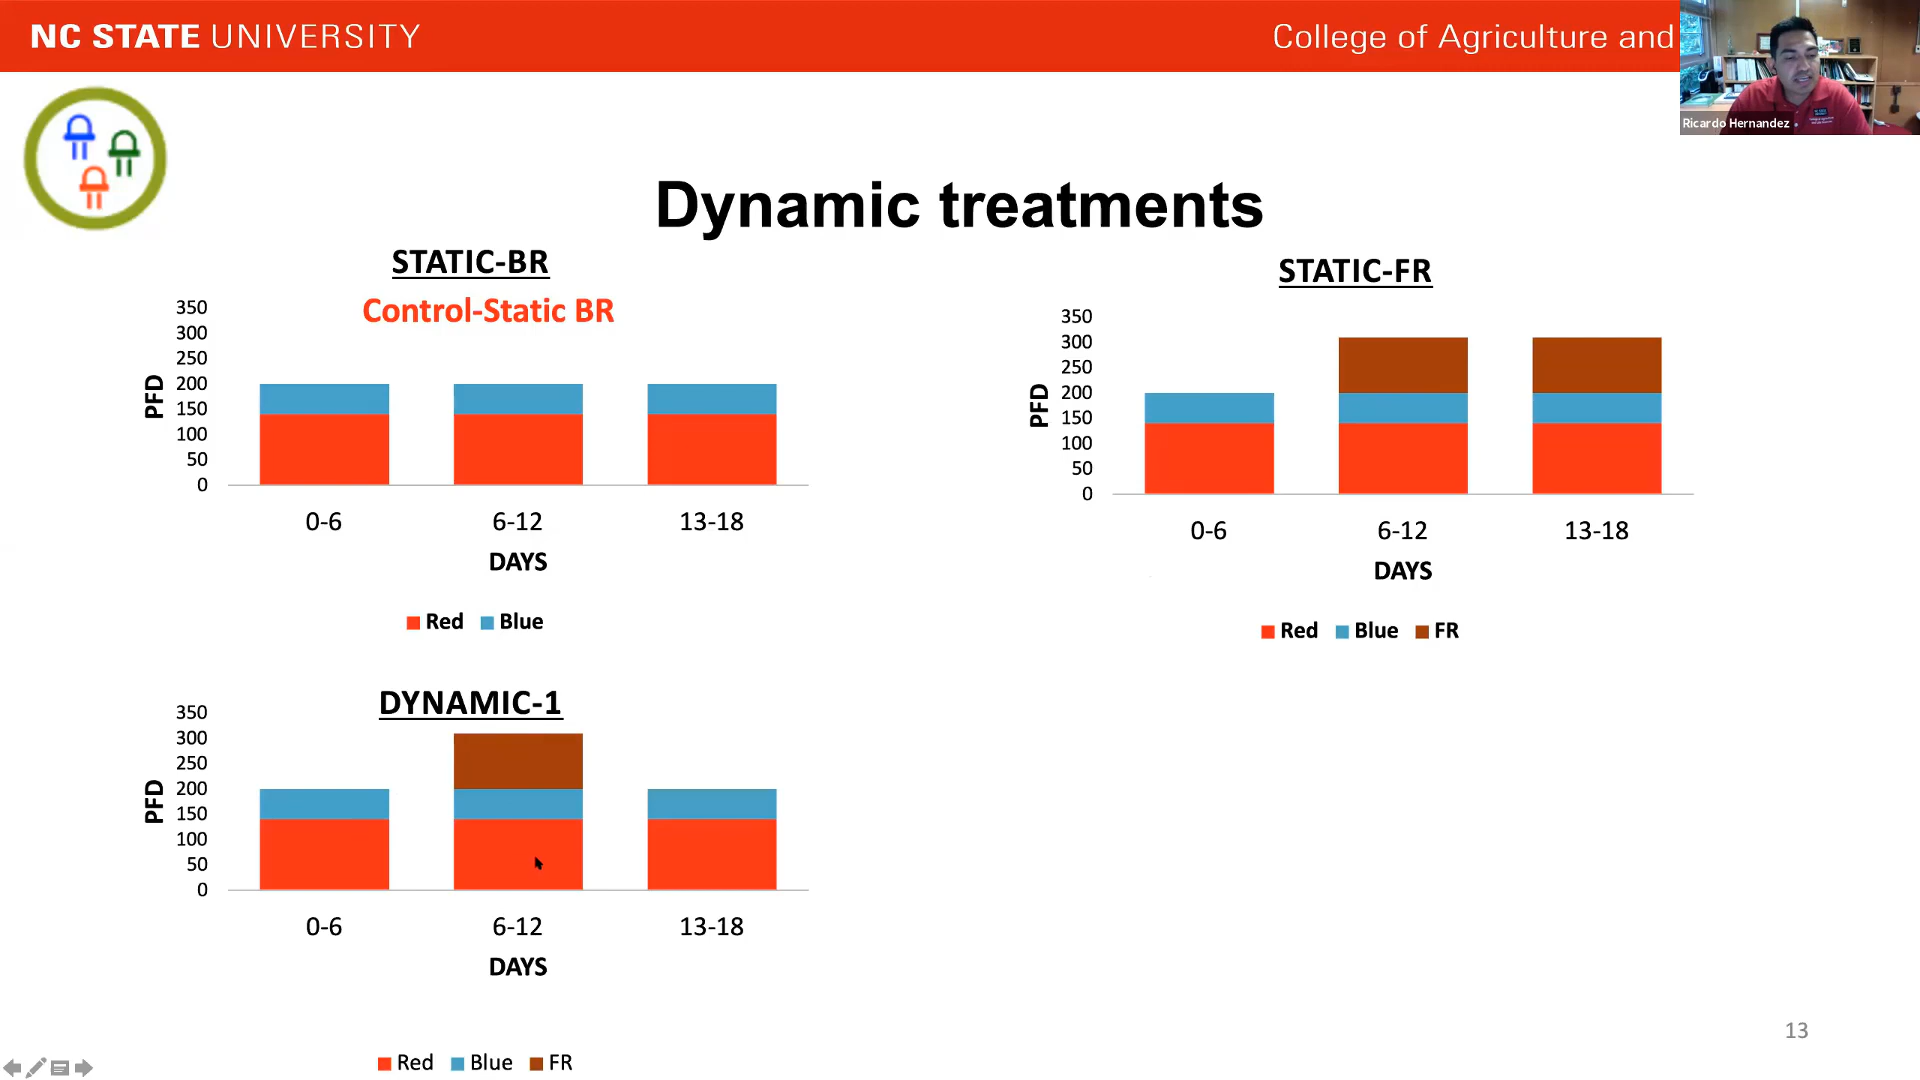 NC STATE UNIVERSITY
College of Agriculture and
Ricardo Hernandez
Dynamic treatments
STATIC-BR
Control-Static BR
350
300
250
200
150
100
50
0
PFD
0-6 6-12 13-18
DAYS
Red Blue
STATIC-FR
350
300
250
200
150
100
50
0
PFD
0-6 6-12 13-18
DAYS
Red Blue FR
DYNAMIC-1
350
300
250
200
150
100
50
0
PFD
0-6 6-12 13-18
DAYS
Red Blue FR
13